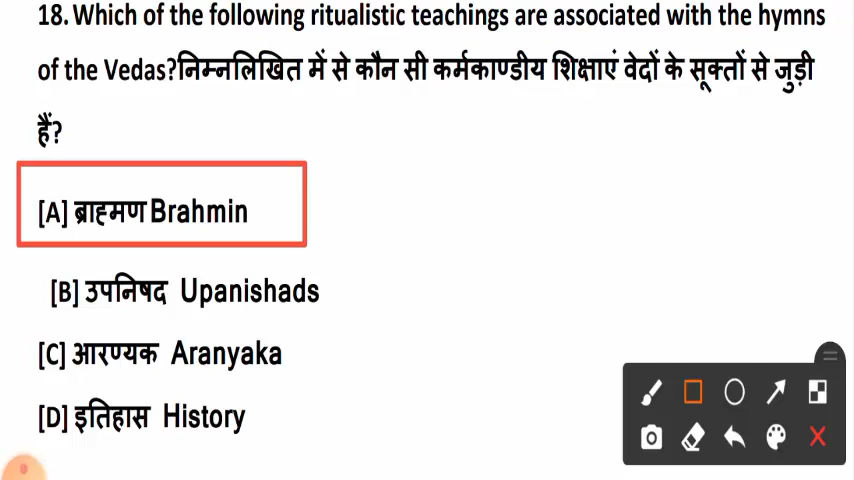 18. Which of the following ritualistic teachings are associated with the hymns
of the Vedas?निम्नलिखित में से कौन सी कर्मकाण्डीय शिक्षाएं वेदों के सूक्तों से जुड़ी
हैं?
[A] ब्राह्मण Brahmin
[B] उपनिषद Upanishads
[C] आरण्यक Aranyaka
[D] इतिहास History